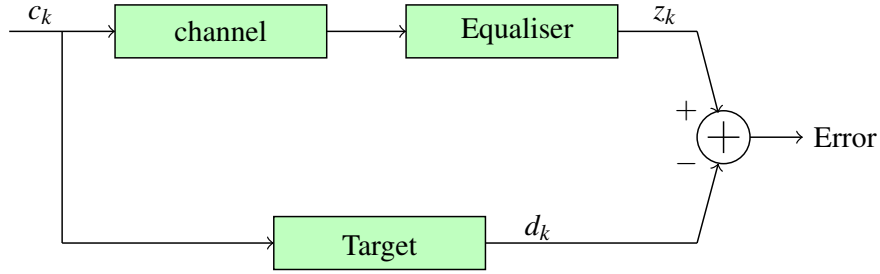 c_k
channel
Equaliser
z_k
+
+
Error
−
d_k
Target